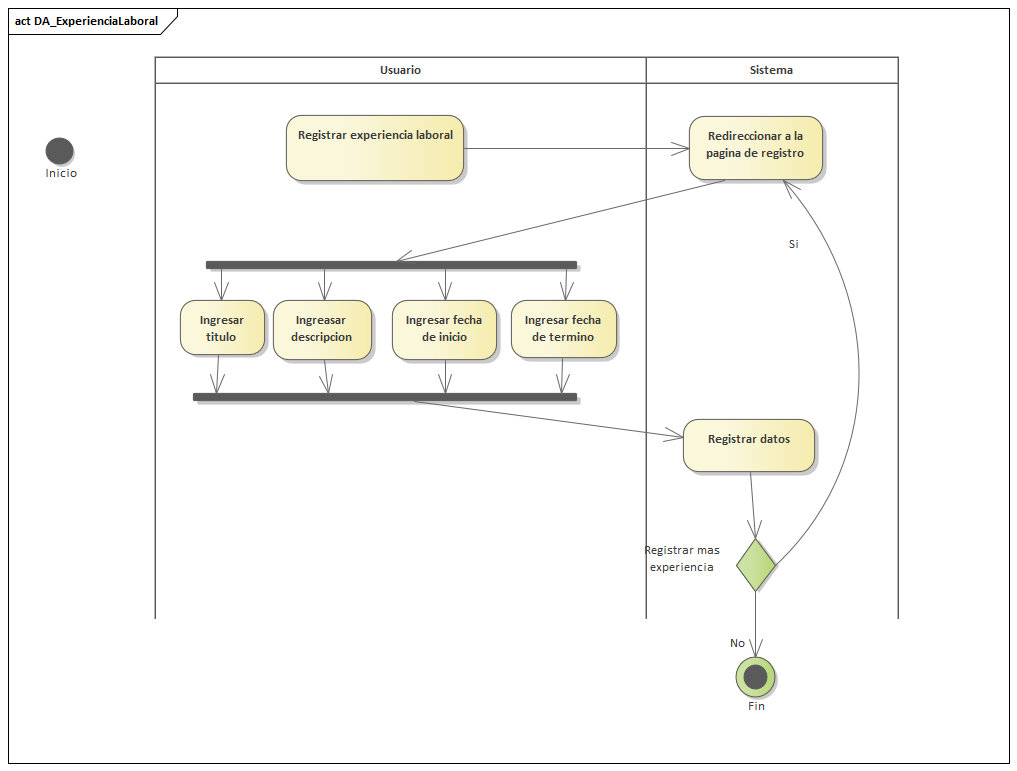 act DA_ExperienciaLaboral
Usuario
Sistema
Inicio
Registrar experiencia laboral
Redireccionar a la
pagina de registro
Si
Ingresar
titulo
Ingreasar
descripcion
Ingresar fecha
de inicio
Ingresar fecha
de termino
Registrar datos
Registrar mas
experiencia
No
Fin